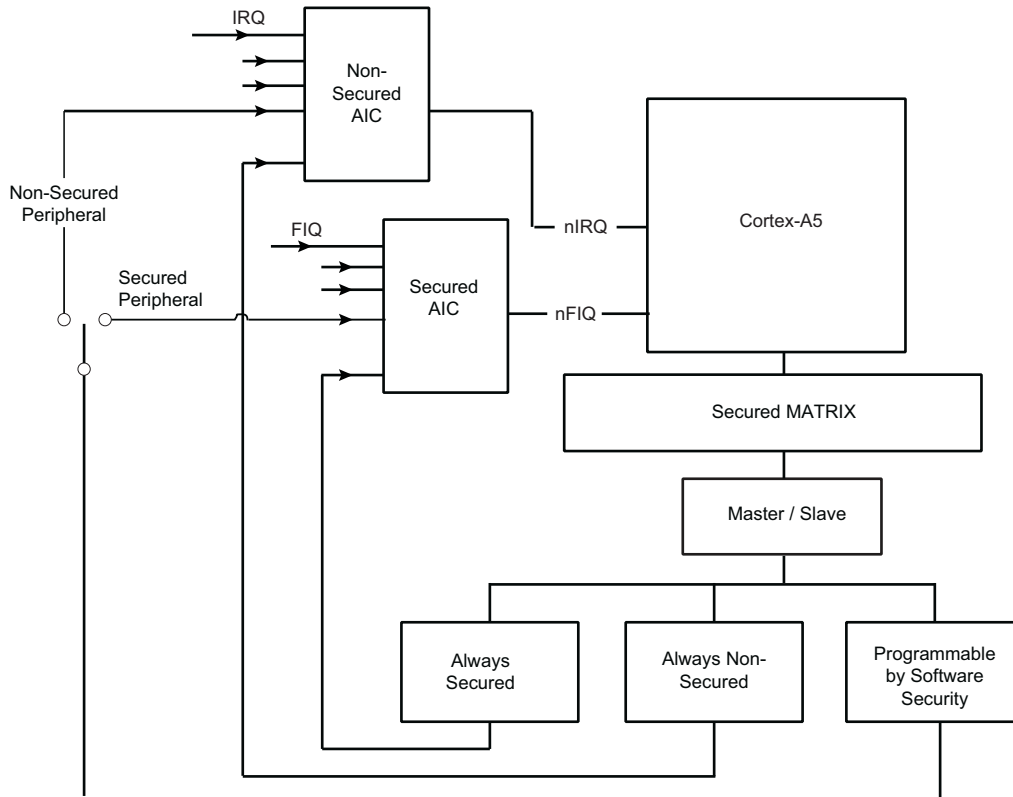 IRQ
Non-
Secured
AIC
Non-Secured
Peripheral
nIRQ
Cortex-A5
FIQ
Secured
Peripheral
Secured
AIC
nFIQ
Secured MATRIX
Master / Slave
Always
Secured
Always Non-
Secured
Programmable
by Software
Security